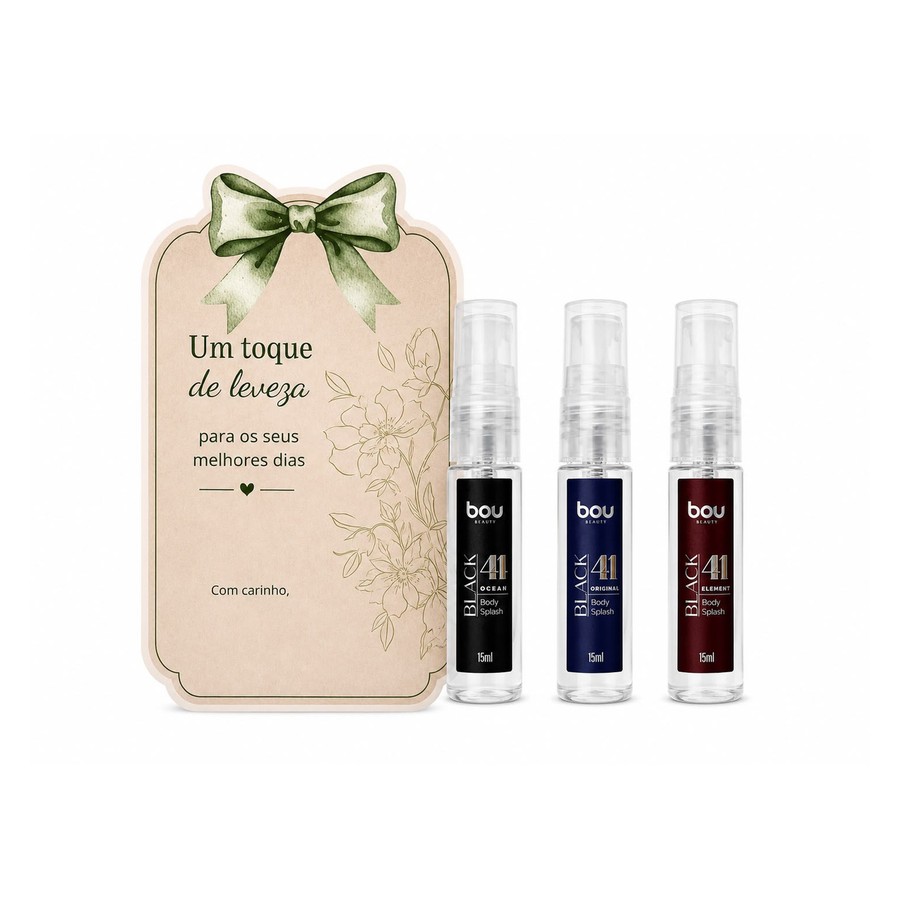 Um toque
de leveza
para os seus
melhores dias
Com carinho,
bou
BEAUTY
BLACK
41
OCEAN
Body
Splash
15ml
bou
BEAUTY
BLACK
41
ORIGINAL
Body
Splash
15ml
bou
BEAUTY
BLACK
41
ELEMENT
Body
Splash
15ml